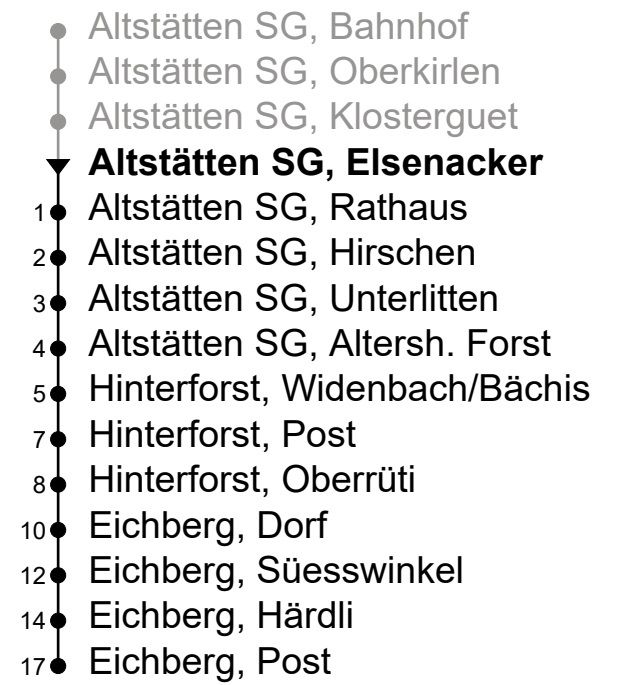 Altstätten SG, Bahnhof
Altstätten SG, Oberkirlen
Altstätten SG, Klosterguet
Altstätten SG, Elsenacker
1 Altstätten SG, Rathaus
2 Altstätten SG, Hirschen
3 Altstätten SG, Unterlitten
4 Altstätten SG, Altersh. Forst
5 Hinterforst, Widenbach/Bächis
7 Hinterforst, Post
8 Hinterforst, Oberrüti
10 Eichberg, Dorf
12 Eichberg, Süesswinkel
14 Eichberg, Härdli
17 Eichberg, Post